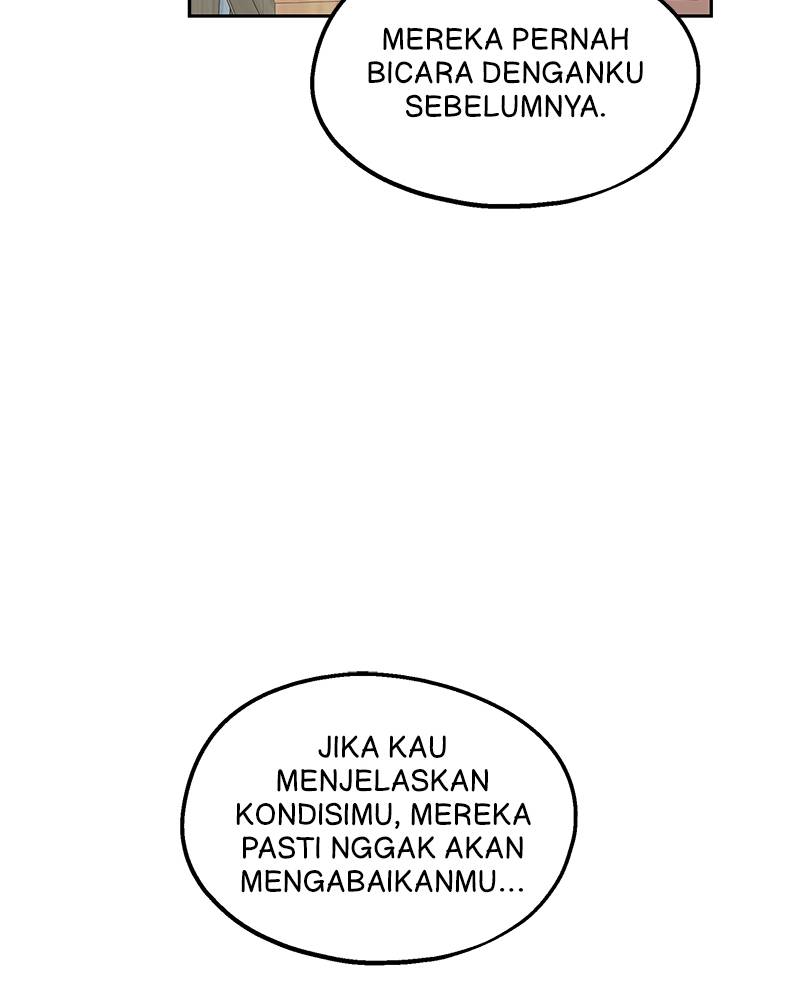 MEREKA PERNAH
BICARA DENGANKU
SEBELUMNYA.
JIKA KAU
MENJELASKAN
KONDISIMU, MEREKA
PASTI NGGAK AKAN
MENGABAIKANMU...